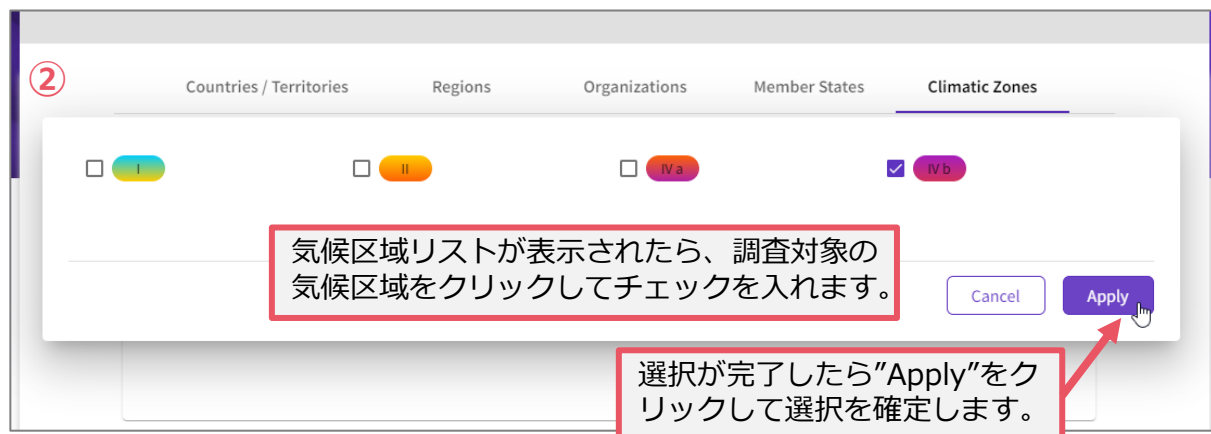 ②
Countries / Territories Regions Organizations Member States Climatic Zones
I II IV a IV b
気候区域リストが表示されたら、調査対象の
気候区域をクリックしてチェックを入れます。
Cancel Apply
選択が完了したら”Apply”をク
リックして選択を確定します。